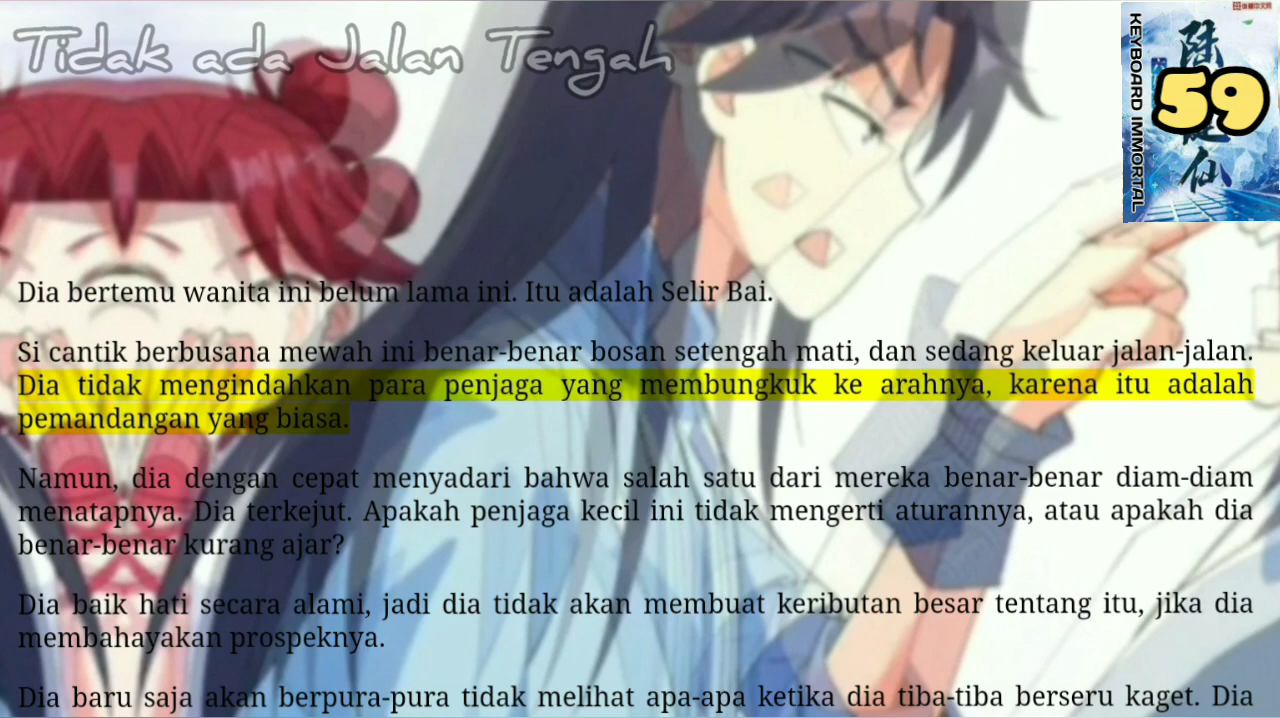 Tidak ada Jalan Tengah
KEYBOARD IMMORTAL
59
仙
Dia bertemu wanita ini belum lama ini. Itu adalah Selir Bai.
Si cantik berbusana mewah ini benar-benar bosan setengah mati, dan sedang keluar jalan-jalan.
Dia tidak mengindahkan para penjaga yang membungkuk ke arahnya, karena itu adalah
pemandangan yang biasa.
Namun, dia dengan cepat menyadari bahwa salah satu dari mereka benar-benar diam-diam
menatapnya. Dia terkejut. Apakah penjaga kecil ini tidak mengerti aturannya, atau apakah dia
benar-benar kurang ajar?
Dia baik hati secara alami, jadi dia tidak akan membuat keributan besar tentang itu, jika dia
membahayakan prospeknya.
Dia baru saja akan berpura-pura tidak melihat apa-apa ketika dia tiba-tiba berseru kaget. Dia